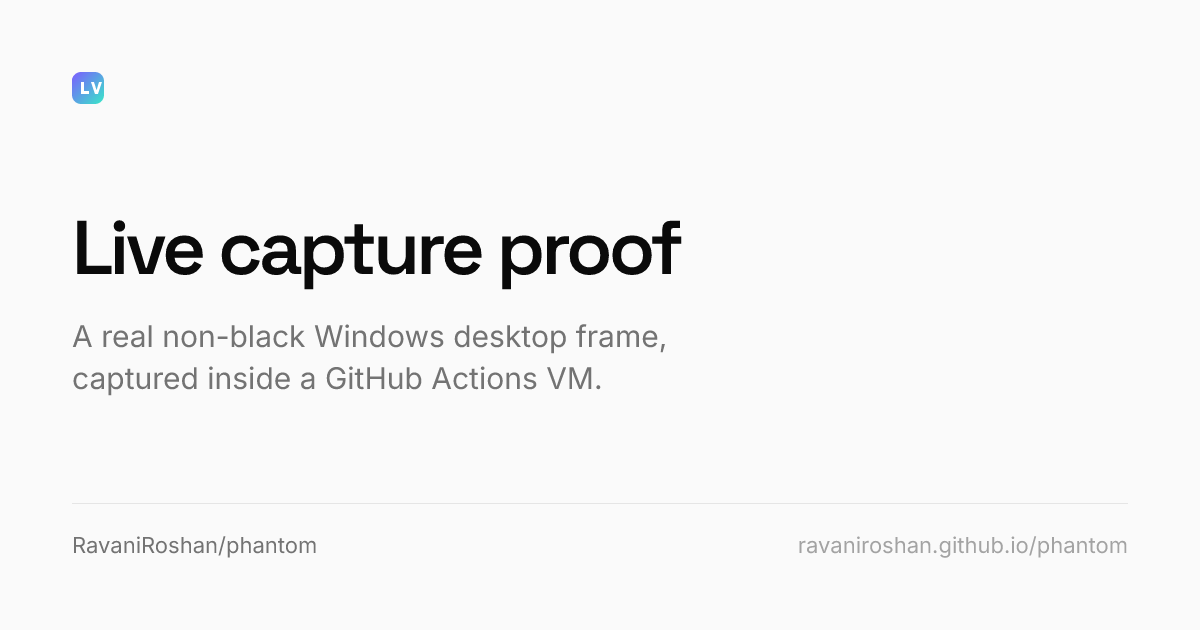 LV
Live capture proof
A real non-black Windows desktop frame,
captured inside a GitHub Actions VM.
RavaniRoshan/phantom
ravaniroshan.github.io/phantom